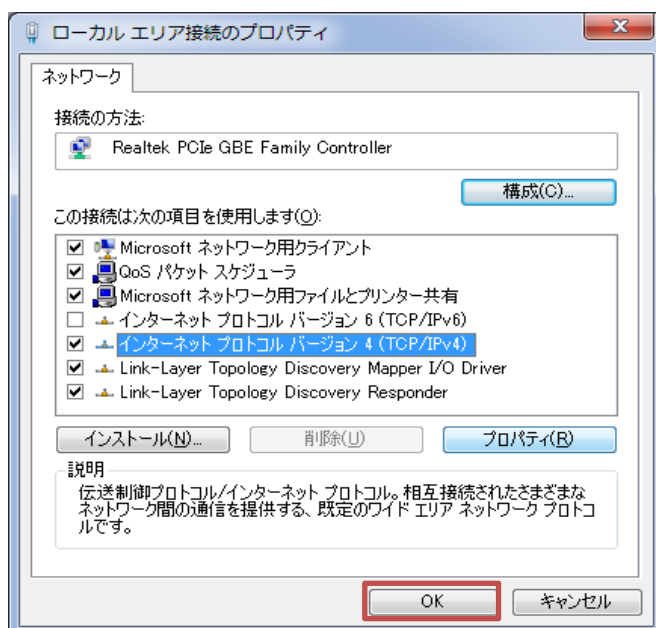 ローカル エリア接続のプロパティ
ネットワーク
接続の方法:
Realtek PCIe GBE Family Controller
構成(C)...
この接続は次の項目を使用します(O):
Microsoft ネットワーク用クライアント
QoS パケット スケジューラ
Microsoft ネットワーク用ファイルとプリンター共有
インターネット プロトコル バージョン 6 (TCP/IPv6)
インターネット プロトコル バージョン 4 (TCP/IPv4)
Link-Layer Topology Discovery Mapper I/O Driver
Link-Layer Topology Discovery Responder
インストール(N)... 削除(U) プロパティ(R)
説明
伝送制御プロトコル/インターネット プロトコル。相互接続されたさまざまな
ネットワーク間の通信を提供する、既定のワイド エリア ネットワーク プロトコ
ルです。
OK キャンセル